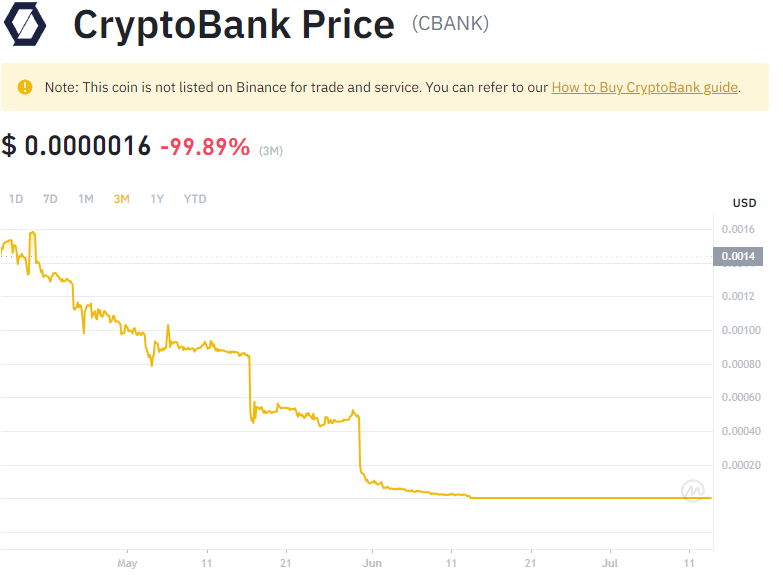 CryptoBank Price (CBANK)
Note: This coin is not listed on Binance for trade and service. You can refer to our How to Buy CryptoBank guide.
$ 0.0000016 -99.89% (3M)
1D 7D 1M 3M 1Y YTD
USD
0.0016
0.0014
0.0012
0.00100
0.00080
0.00060
0.00040
0.00020
May 11 21 Jun 11 21 Jul 11